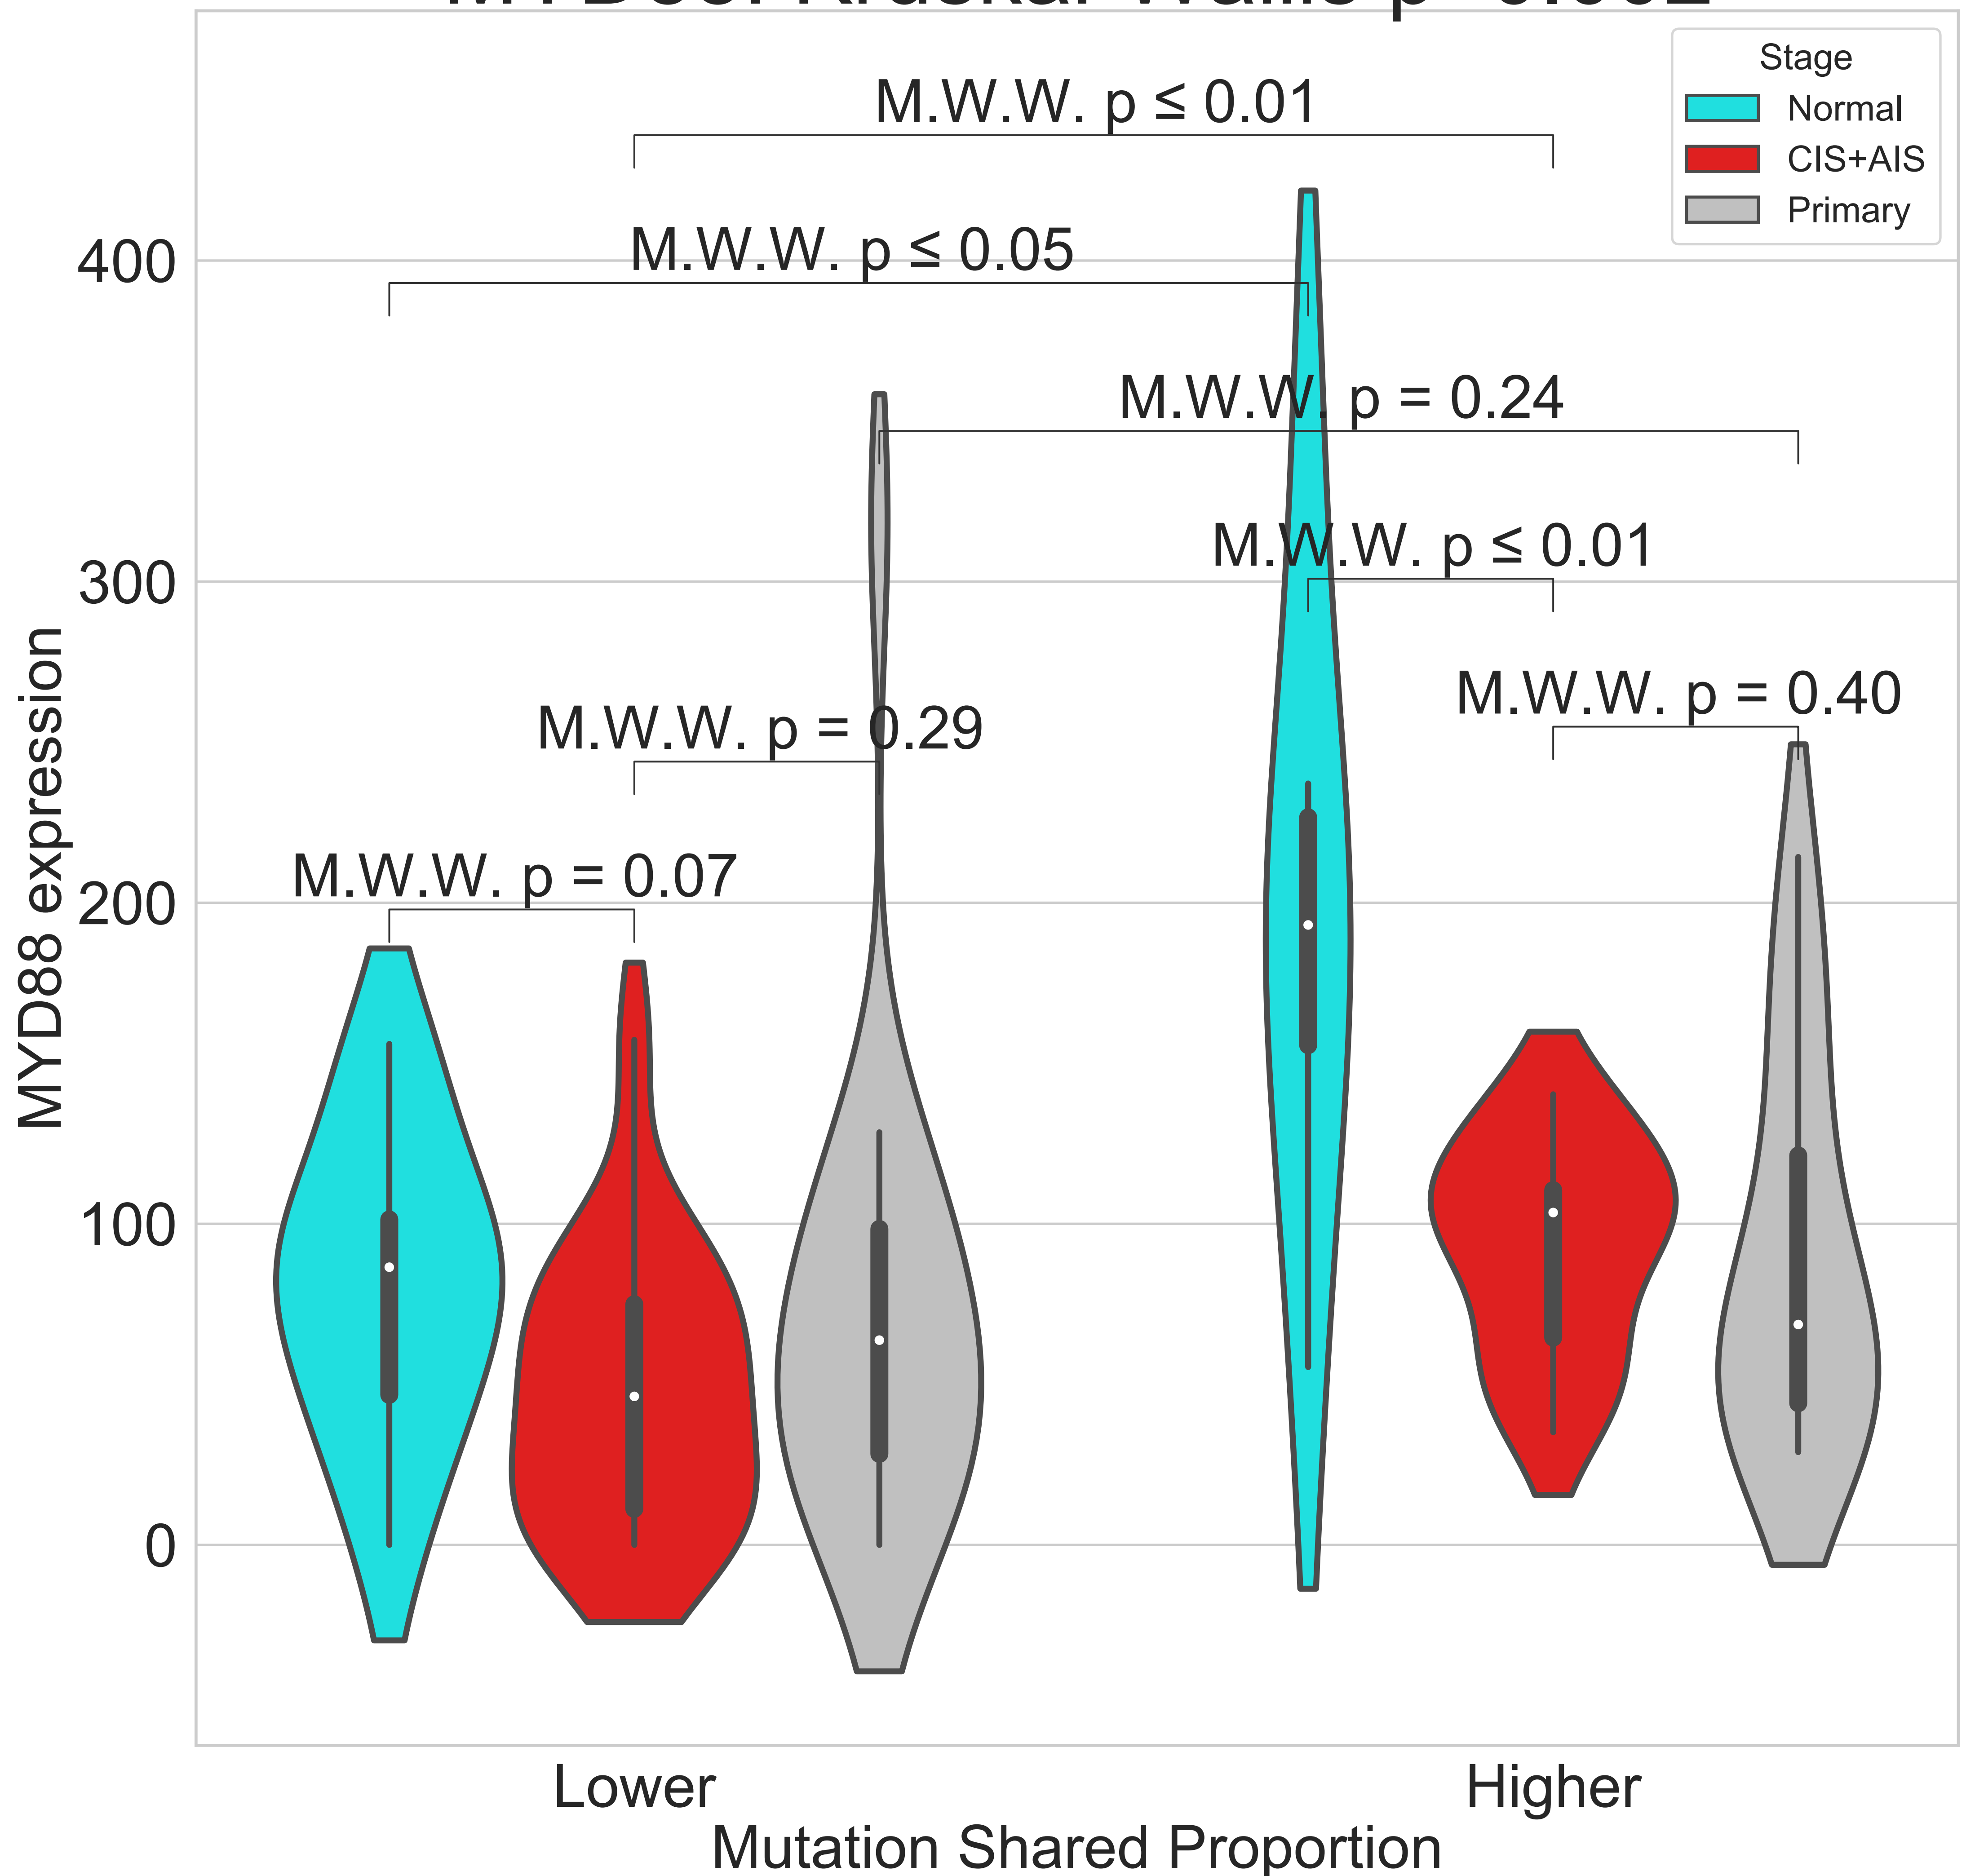 Stage
Normal
CIS+AIS
Primary
M.W.W. p ≤ 0.01
M.W.W. p ≤ 0.05
M.W.W. p = 0.24
M.W.W. p ≤ 0.01
M.W.W. p = 0.40
M.W.W. p = 0.29
M.W.W. p = 0.07
400
300
200
100
0
MYD88 expression
Lower
Higher
Mutation Shared Proportion